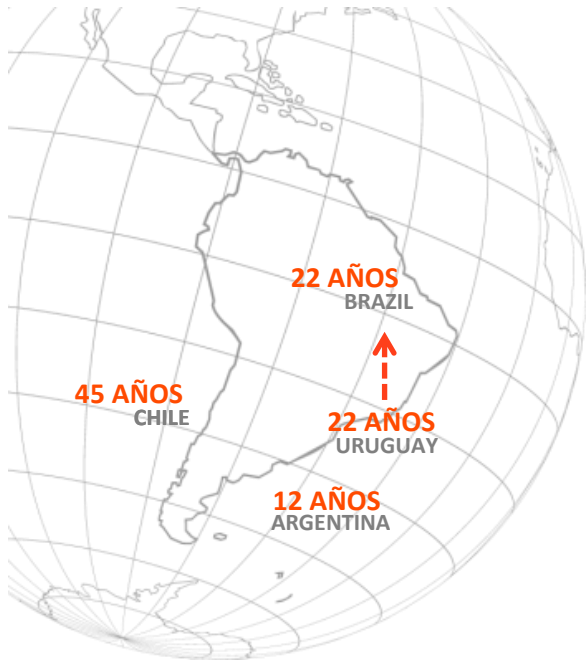 22 AÑOS
BRAZIL
45 AÑOS
CHILE
22 AÑOS
URUGUAY
12 AÑOS
ARGENTINA